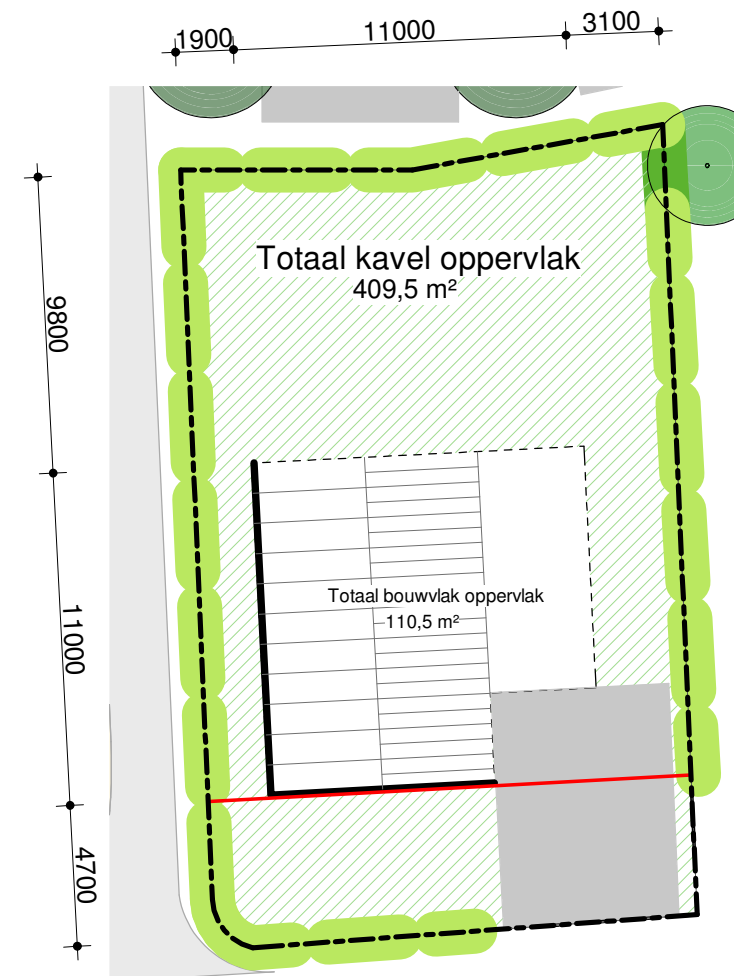 1900
11000
3100
Totaal kavel oppervlak
409,5 m²
9800
Totaal bouwvlak oppervlak
110,5 m²
11000
4700